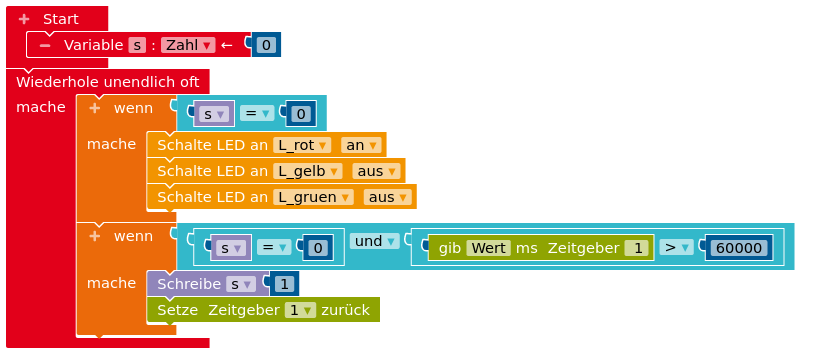 + Start
− Variable s : Zahl ▾ ← 0
Wiederhole unendlich oft
mache + wenn s ▾ = ▾ 0
mache Schalte LED an L_rot ▾ an ▾
Schalte LED an L_gelb ▾ aus ▾
Schalte LED an L_gruen ▾ aus ▾
+ wenn s ▾ = ▾ 0 und ▾ gib Wert ms Zeitgeber 1 > ▾ 60000
mache Schreibe s ▾ 1
Setze Zeitgeber 1 ▾ zurück